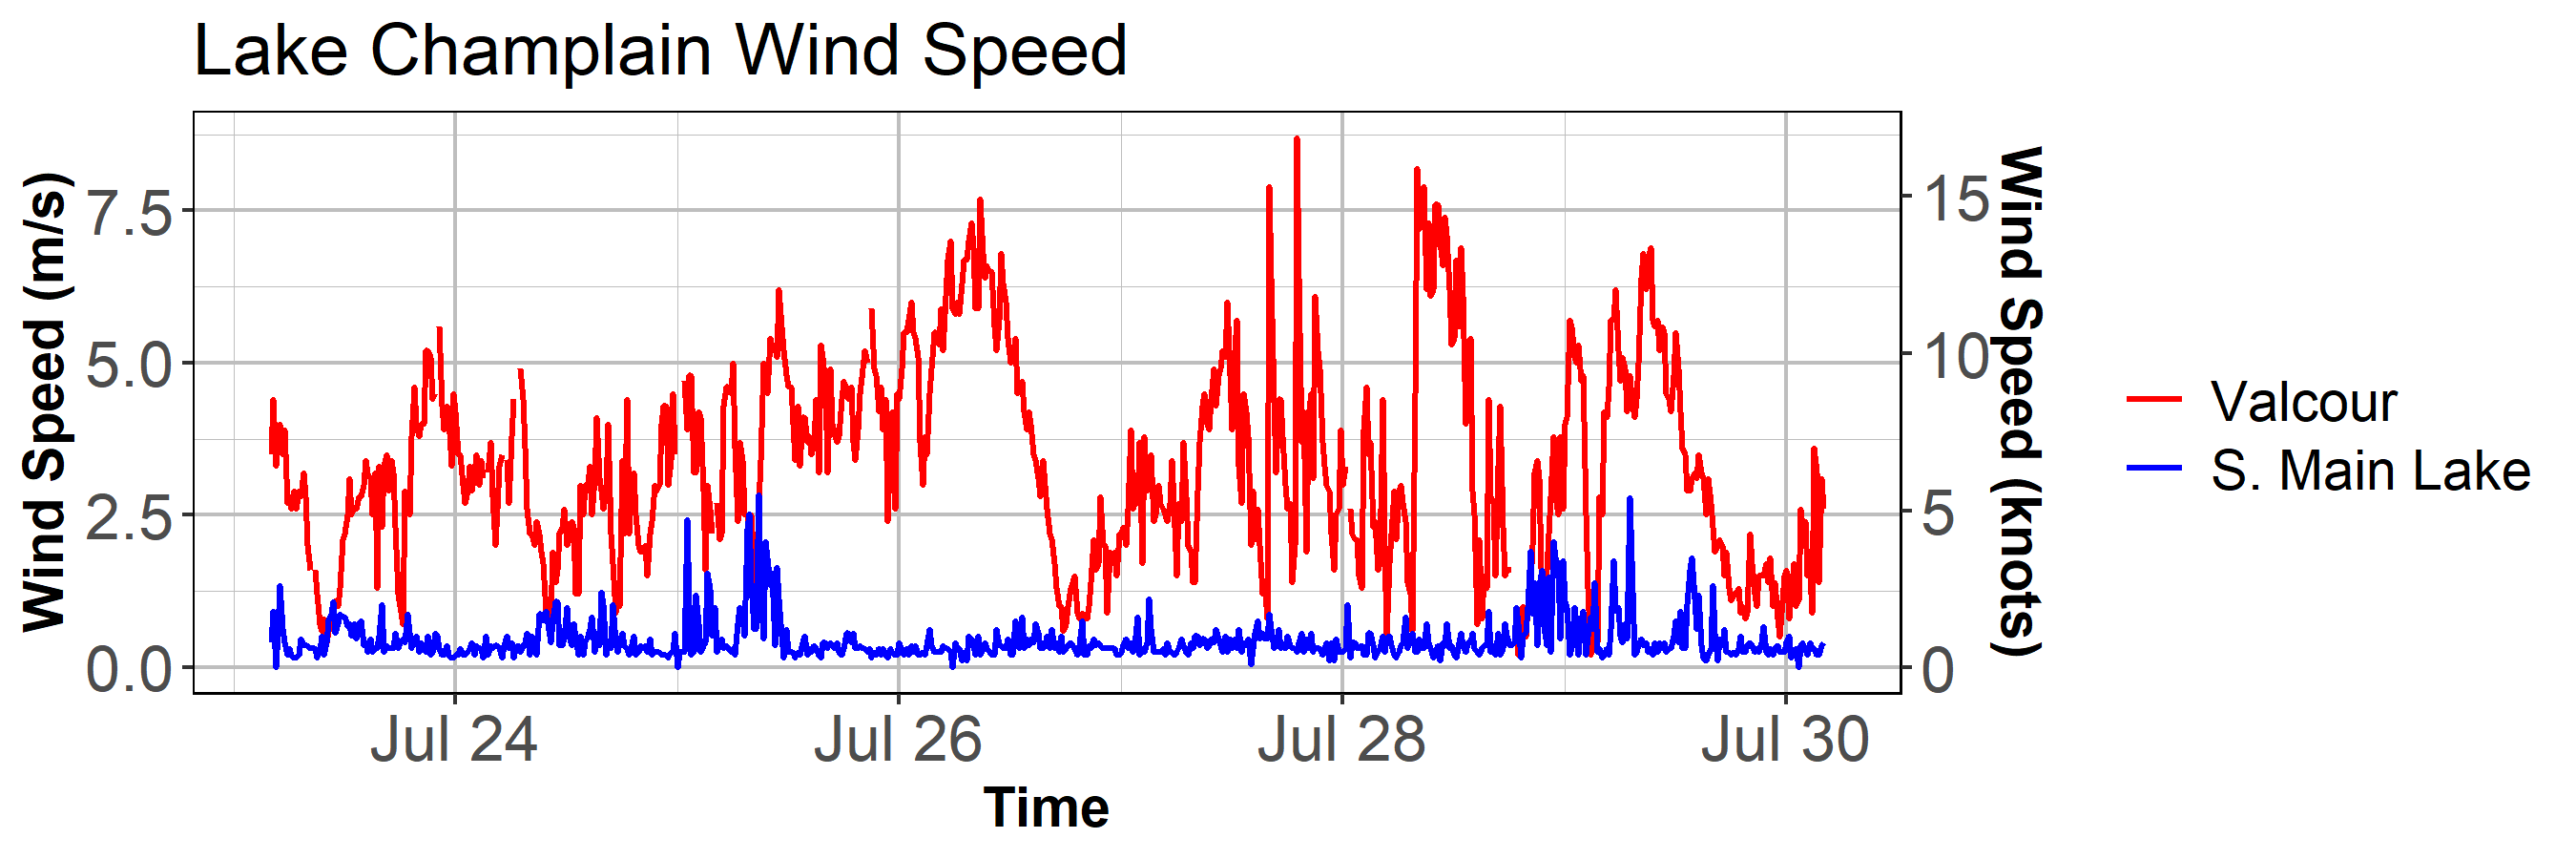 Lake Champlain Wind Speed
Wind Speed (m/s)
7.5
5.0
2.5
0.0
15
10
5
0
Wind Speed (knots)
Jul 24
Jul 26
Jul 28
Jul 30
Time
Valcour
S. Main Lake